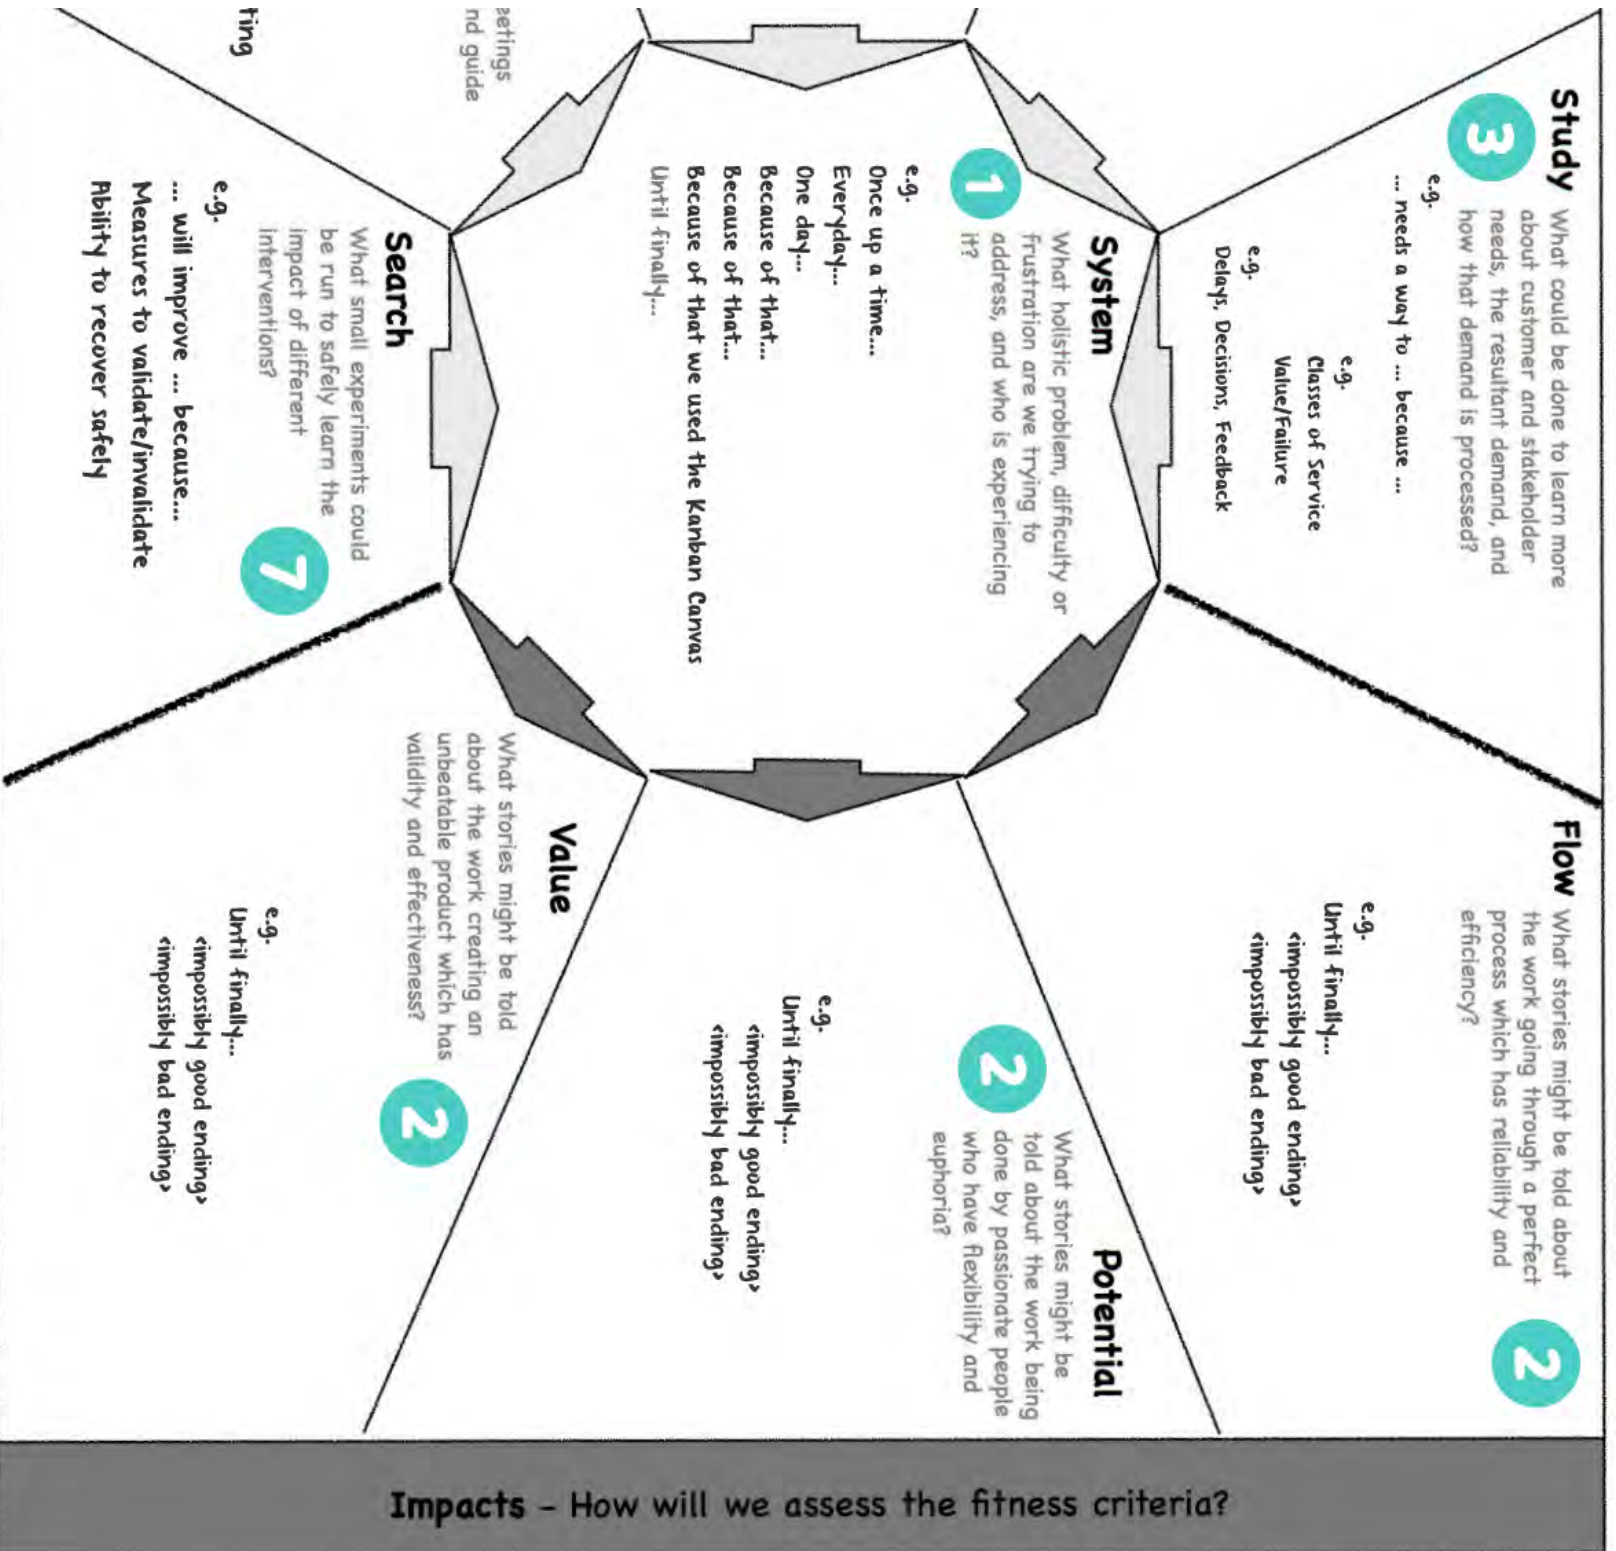 Study
3
What could be done to learn more
about customer and stakeholder
needs, the resultant demand, and
how that demand is processed?
e.g.
... needs a way to ... because ...
e.g.
Classes of Service
Value/Failure
e.g.
Delays, Decisions, Feedback
Flow
What stories might be told about
the work going through a perfect
process which has reliability and
efficiency?
2
e.g.
Until finally...
<impossibly good ending>
<impossibly bad ending>
System
1
What holistic problem, difficulty or
frustration are we trying to
address, and who is experiencing
it?
e.g.
Once up a time...
Everyday...
One day...
Because of that...
Because of that...
Because of that we used the Kanban Canvas
Until finally...
Potential
2
What stories might be
told about the work being
done by passionate people
who have flexibility and
euphoria?
e.g.
Until finally...
<impossibly good ending>
<impossibly bad ending>
Value
What stories might be told
about the work creating an
unbeatable product which has
validity and effectiveness?
2
e.g.
Until finally...
<impossibly good ending>
<impossibly bad ending>
eetings
nd guide
ting
Search
What small experiments could
be run to safely learn the
impact of different
interventions?
7
e.g.
... will improve .... because...
Measures to validate/invalidate
Ability to recover safely
Impacts - How will we assess the fitness criteria?